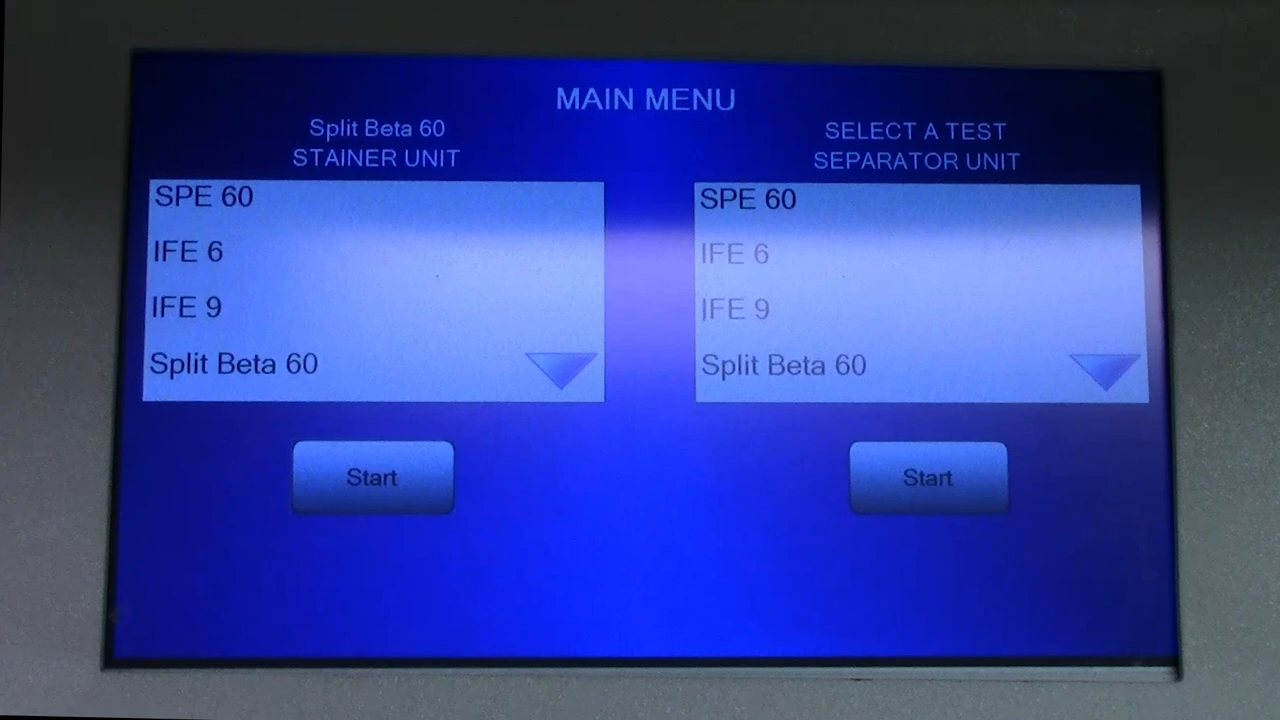 MAIN MENU
Split Beta 60
STAINER UNIT
SPE 60
IFE 6
IFE 9
Split Beta 60
Start
SELECT A TEST
SEPARATOR UNIT
SPE 60
IFE 6
IFE 9
Split Beta 60
Start